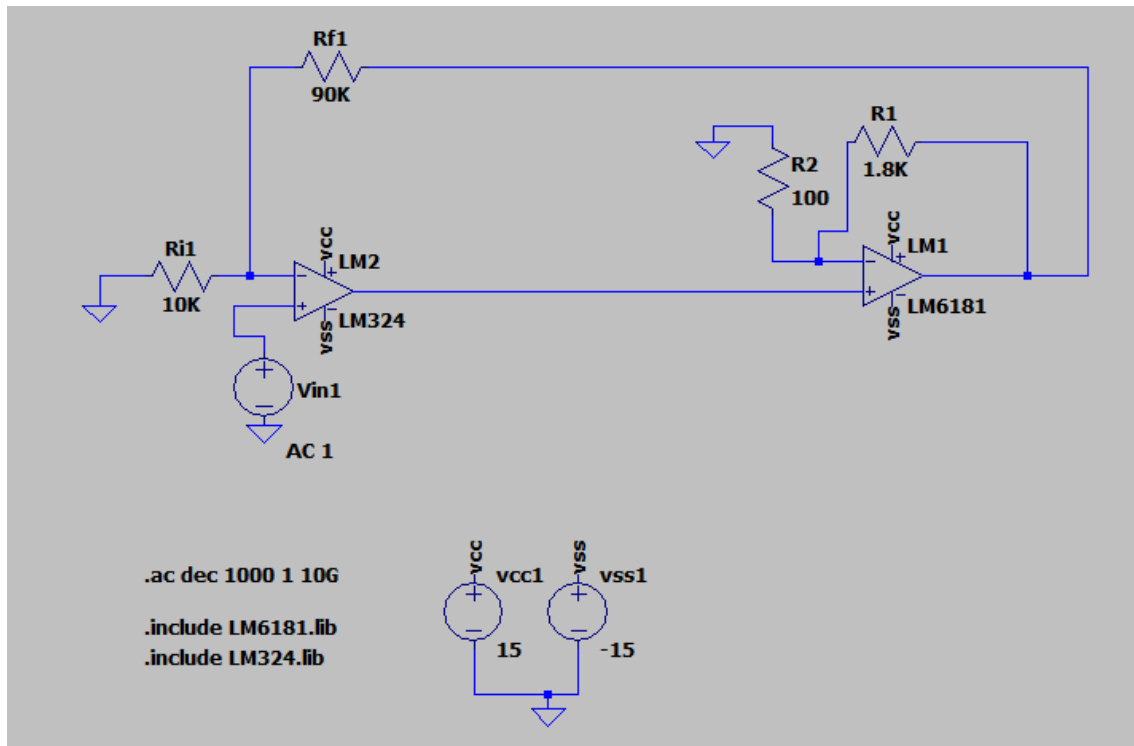 Rf1
90K
R1
1.8K
R2
100
vcc
LM1
vcc
LM2
Ri1
10K
LM324
vss
LM6181
vss
Vin1
AC 1
vcc
vcc1
vss
vss1
.ac dec 1000 1 10G
.include LM6181.lib
15
-15
.include LM324.lib